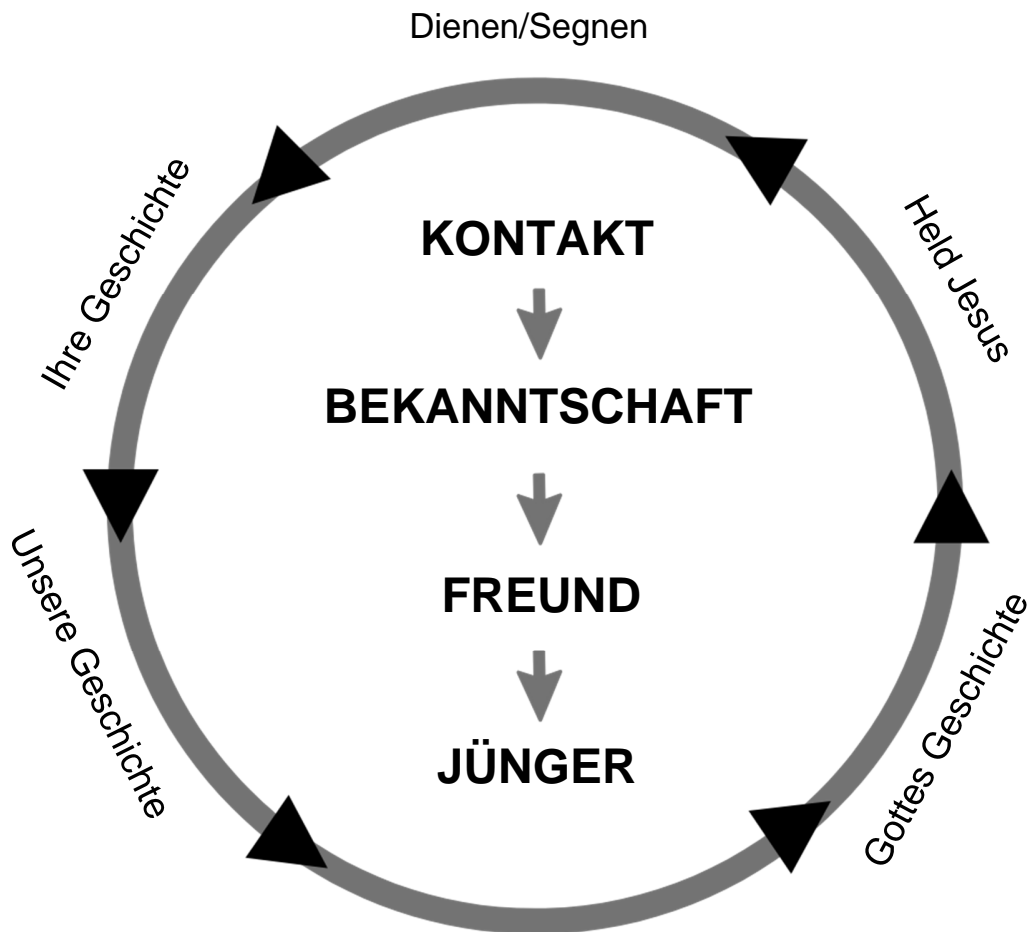 Dienen/Segnen
Ihre Geschichte
Unsere Geschichte
Gottes Geschichte
Held Jesus
KONTAKT
BEKANNTSCHAFT
FREUND
JÜNGER